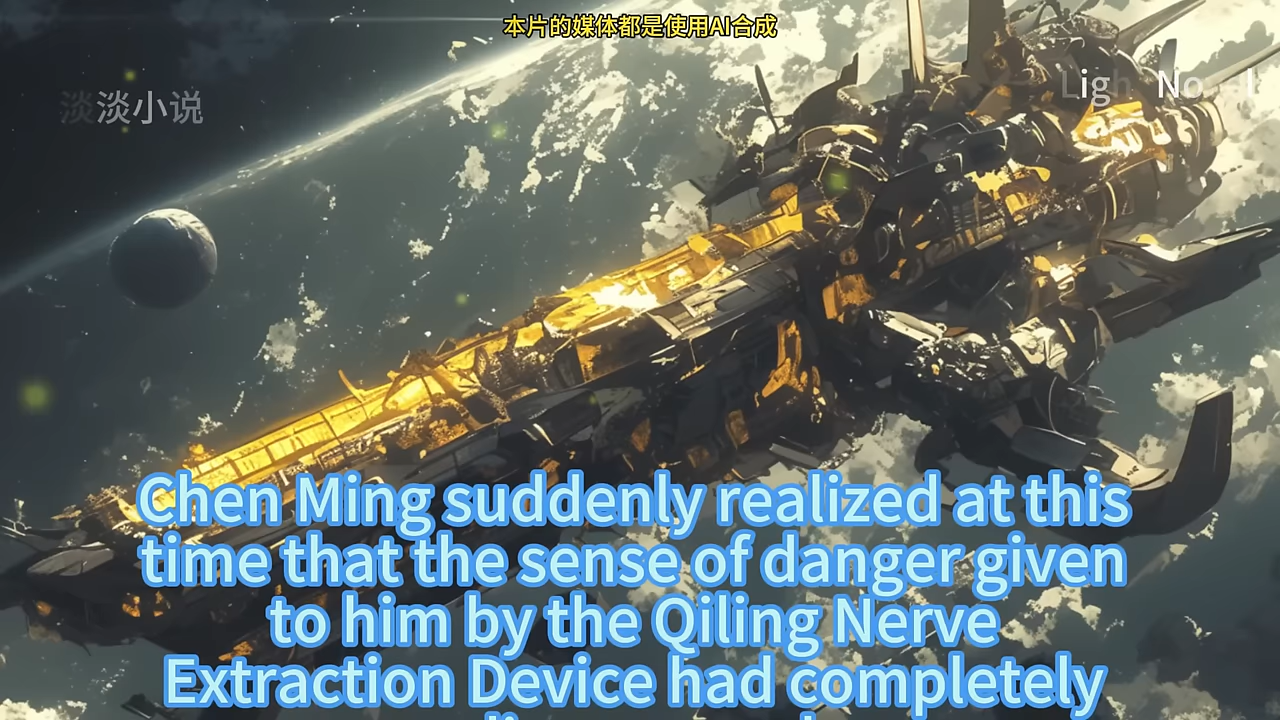 本片的媒体都是使用AI合成
淡淡小说
Chen Ming suddenly realized at this
time that the sense of danger given
to him by the Qiling Nerve
Extraction Device had completely